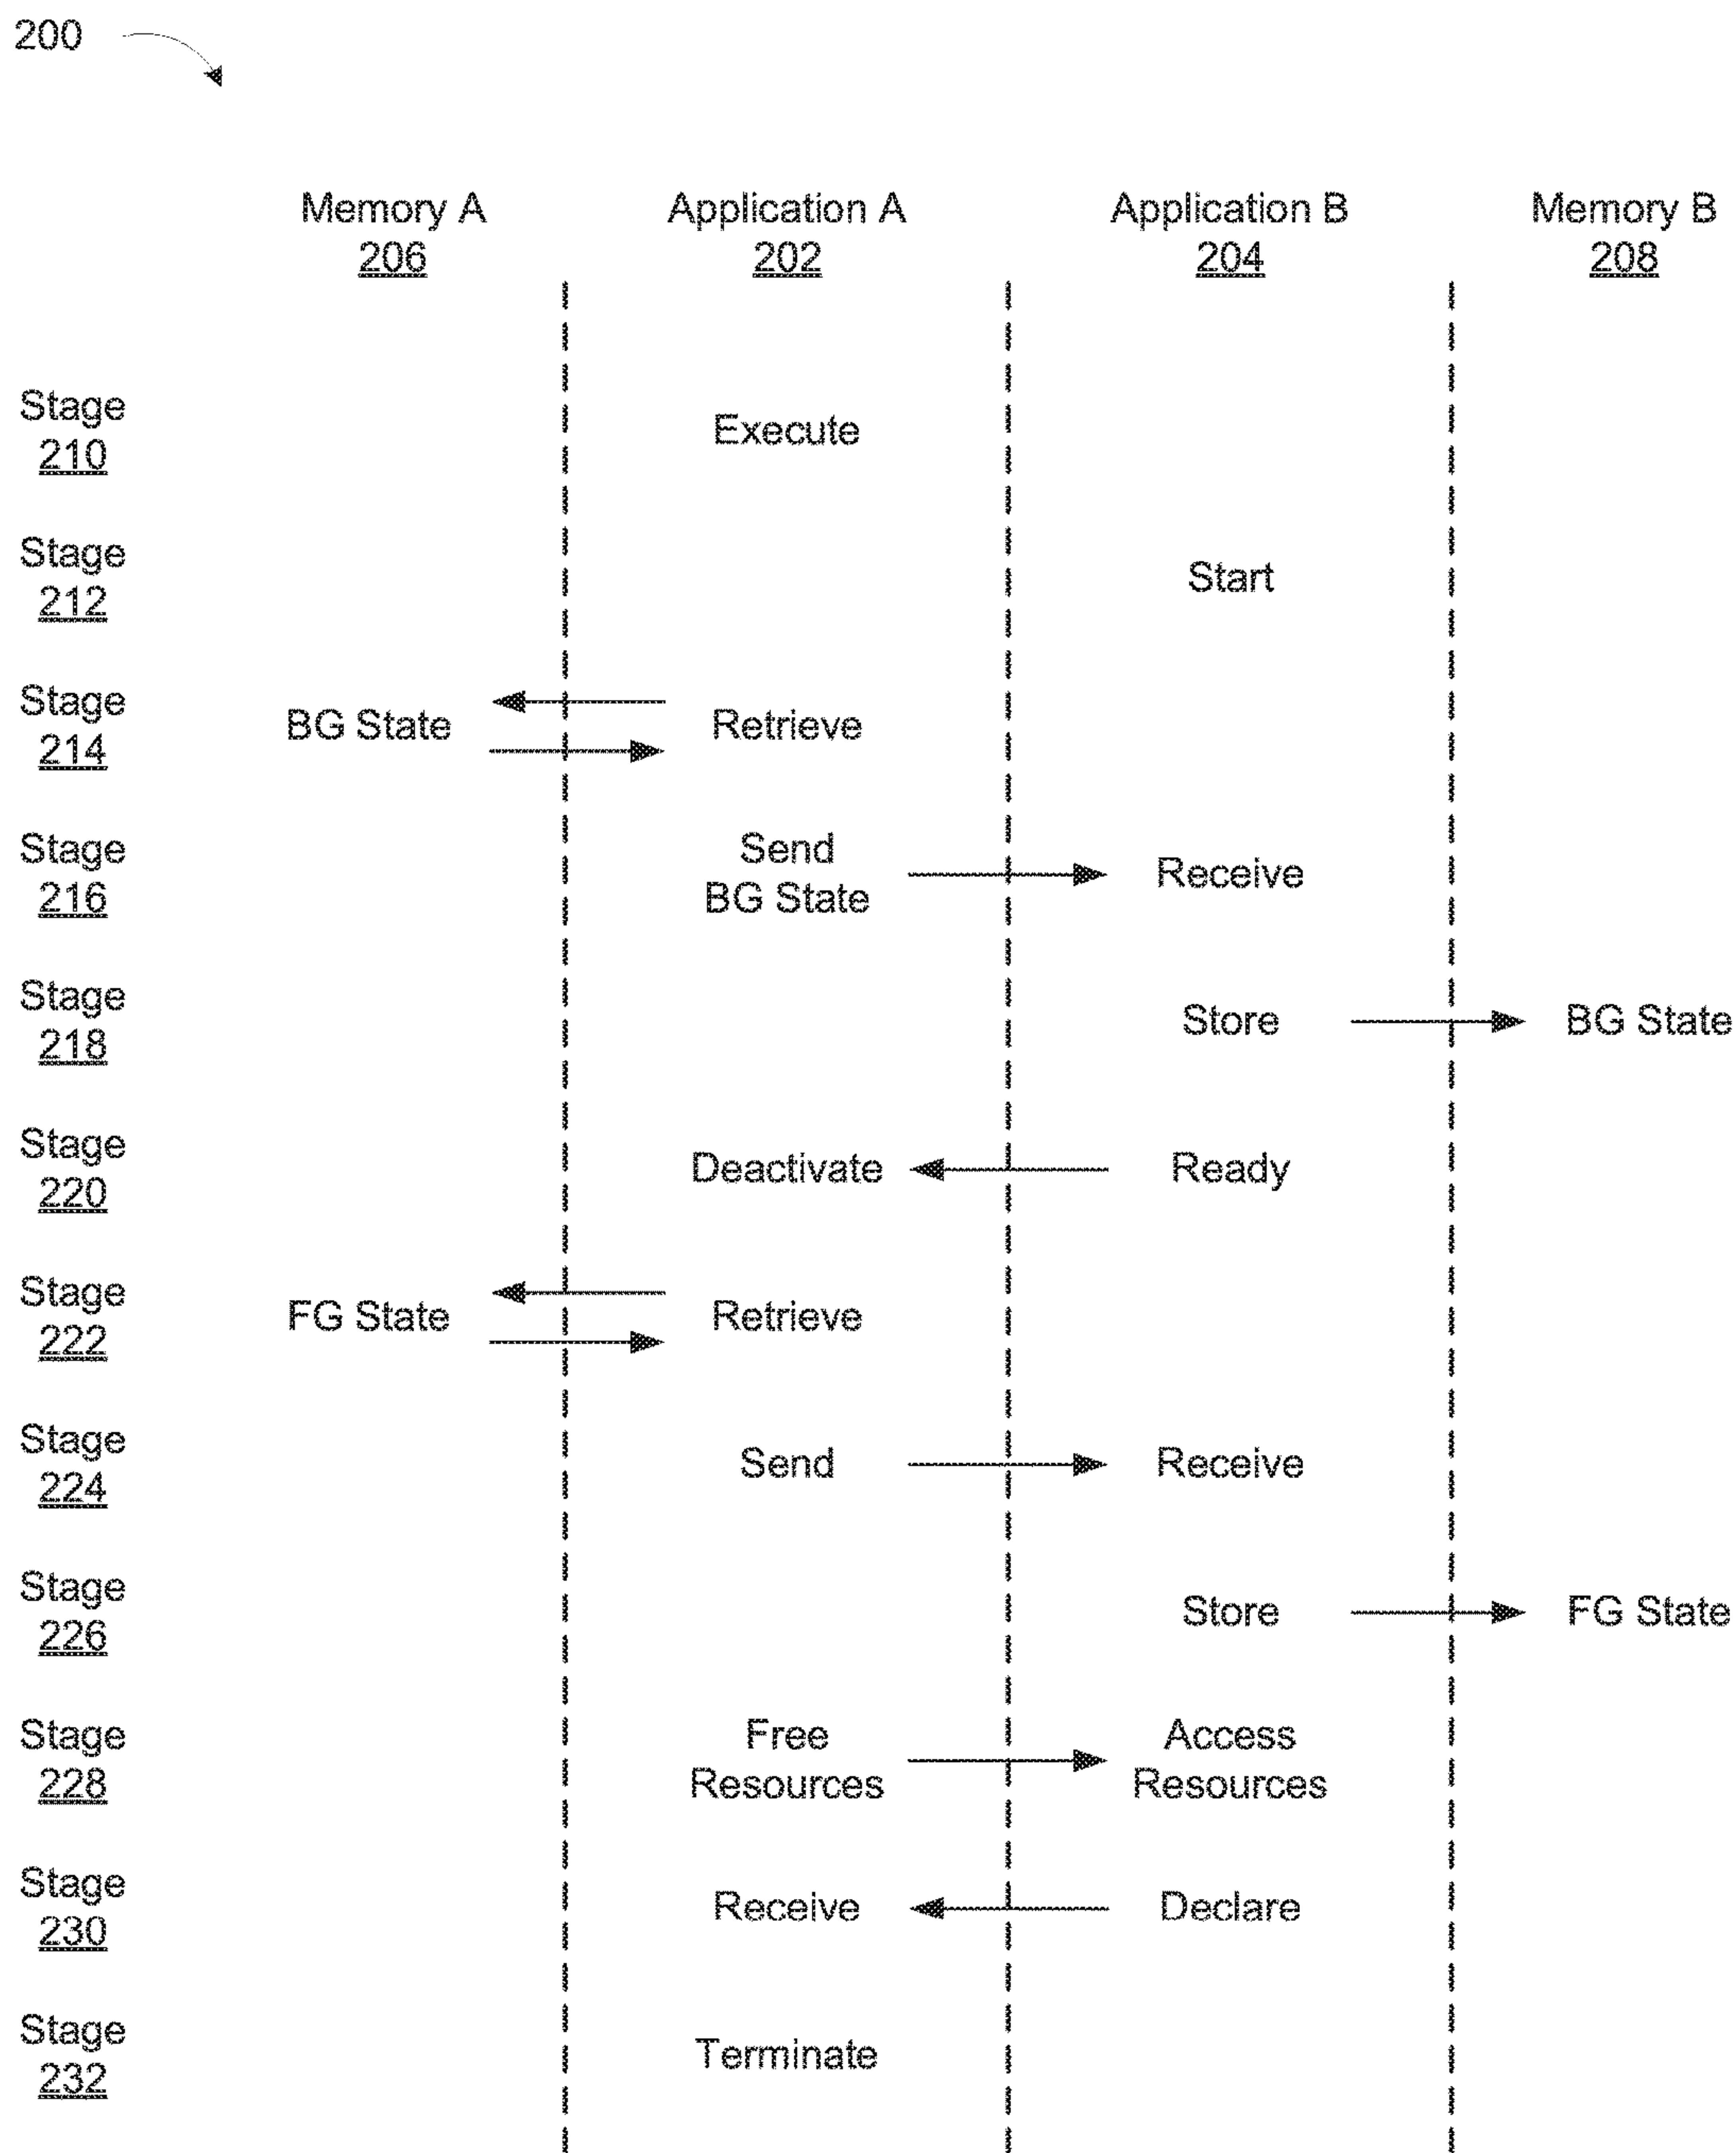 200
Memory A Application A Application B Memory B
206 202 204 208
Stage
210
Execute
Stage
212
Start
Stage
214
BG State Retrieve
Stage
216
Send
BG State
Receive
Stage
218
Store BG State
Stage
220
Deactivate Ready
Stage
222
FG State Retrieve
Stage
224
Send Receive
Stage
226
Store FG State
Stage
228
Free
Resources
Access
Resources
Stage
230
Receive Declare
Stage
232
Terminate